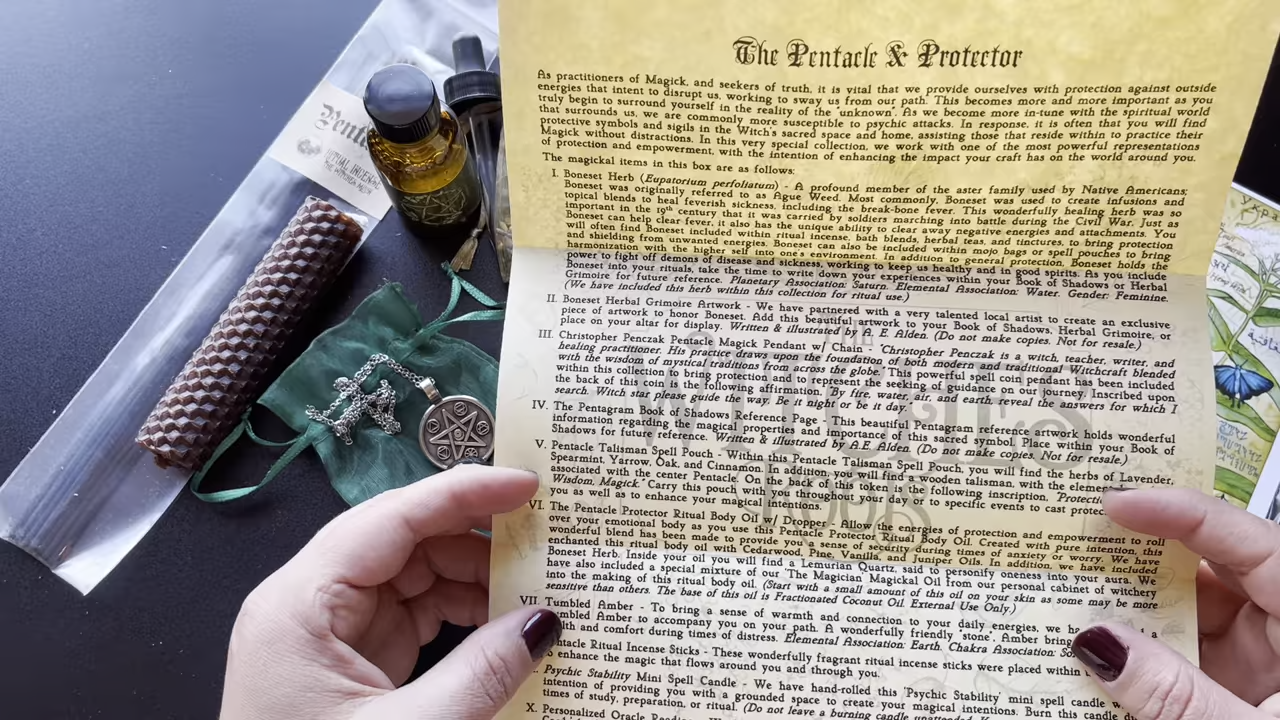 The Pentacle & Protector
As practitioners of Magick, and seekers of truth, it is vital that we provide ourselves with protection against outside
energies that intent to disrupt us, working to sway us from our path. This becomes more and more important as you
truly begin to surround yourself in the reality of the "unknown". As we become more in-tune with the spiritual world
that surrounds us, we are commonly more susceptible to psychic attacks. In response, it is often that you will find
protective symbols and sigils in the Witch's sacred space and home, assisting those that reside within to practice their
Magick without distractions. In this very special collection, we work with one of the most powerful representations
of protection and empowerment, with the intention of enhancing the impact your craft has on the world around you.
The magickal items in this box are as follows:
I. Boneset Herb (Eupatorium perfoliatum) - A profound member of the aster family used by Native Americans;
Boneset was originally referred to as Ague Weed. Most commonly, Boneset was used to create infusions and
topical blends to heal feverish sickness, including the break-bone fever. This wonderfully healing herb was so
important in the 19th century that it was carried by soldiers marching into battle during the Civil War. Just as
Boneset can help clear fever, it also has the unique ability to clear away negative energies and attachments. You
will often find Boneset included within ritual incense, bath blends, herbal teas, and tinctures, to bring protection
and shielding from unwanted energies. Boneset can also be included within mojo bags or spell pouches to bring
harmonization with the higher self into one's environment. In addition to general protection, Boneset holds the
power to fight off demons of disease and sickness, working to keep us healthy and in good spirits. As you include
Boneset into your rituals, take the time to write down your experiences within your Book of Shadows or Herbal
Grimoire for future reference. Planetary Association: Saturn. Elemental Association: Water. Gender: Feminine.
(We have included this herb within this collection for ritual use.)
II. Boneset Herbal Grimoire Artwork - We have partnered with a very talented local artist to create an exclusive
piece of artwork to honor Boneset. Add this beautiful artwork to your Book of Shadows, Herbal Grimoire, or
place on your altar for display. Written & illustrated by A. E. Alden. (Do not make copies. Not for resale.)
III. Christopher Penczak Pentacle Magick Pendant w/ Chain - "Christopher Penczak is a witch, teacher, writer, and
healing practitioner. His practice draws upon the foundation of both modern and traditional Witchcraft blended
with the wisdom of mystical traditions from across the globe." This powerful spell coin pendant has been included
within this collection to bring protection and to represent the seeking of guidance on our journey. Inscribed upon
the back of this coin is the following affirmation, "By fire, water, air, and earth, reveal the answers for which I
search. Witch star please guide the way. Be it night or be it day."
IV. The Pentagram Book of Shadows Reference Page - This beautiful Pentagram reference artwork holds wonderful
information regarding the magical properties and importance of this sacred symbol. Place within your Book of
Shadows for future reference. Written & illustrated by A.E. Alden. (Do not make copies. Not for resale.)
V. Pentacle Talisman Spell Pouch - Within this Pentacle Talisman Spell Pouch, you will find the herbs of Lavender,
Spearmint, Yarrow, Oak, and Cinnamon. In addition, you will find a wooden talisman, with the elements
associated with the center Pentacle. On the back of this token is the following inscription, "Protection,
Wisdom, Magick." Carry this pouch with you throughout your day or to specific events to cast protec
you as well as to enhance your magical intentions.
VI. The Pentacle Protector Ritual Body Oil w/ Dropper - Allow the energies of protection and empowerment to roll
over your emotional body as you use this Pentacle Protector Ritual Body Oil. Created with pure intention, this
wonderful blend has been made to provide you a sense of security during times of anxiety or worry. We have
enchanted this ritual body oil with Cedarwood, Pine, Vanilla, and Juniper Oils. In addition, we have included
Boneset Herb. Inside your oil you will find a Lemurian Quartz, said to personify oneness into your aura. We
have also included a special mixture of our 'The Magician' Magickal Oil from our personal cabinet of witchery
into the making of this ritual body oil. (Start with a small amount of this oil on your skin as some may be more
sensitive than others. The base of this oil is Fractionated Coconut Oil. External Use Only.)
VII. Tumbled Amber - To bring a sense of warmth and connection to your daily energies, we ha a
mbled Amber to accompany you on your path. A wonderfully friendly 'stone', Amber bring
lth and comfort during times of distress. Elemental Association: Earth. Chakra Association: So
ntacle Ritual Incense Sticks - These wonderfully fragrant ritual incense sticks were placed within
o enhance the magic that flows around you and through you.
Psychic Stability Mini Spell Candle - We have hand-rolled this 'Psychic Stability' mini spell candle w
intention of providing you with a grounded space to create your magical intentions. Burn this candle d
times of study, preparation, or ritual. (Do not leave a burning candle unattended.
X. Personalized Oracle
Penta
RITUAL INCENSE